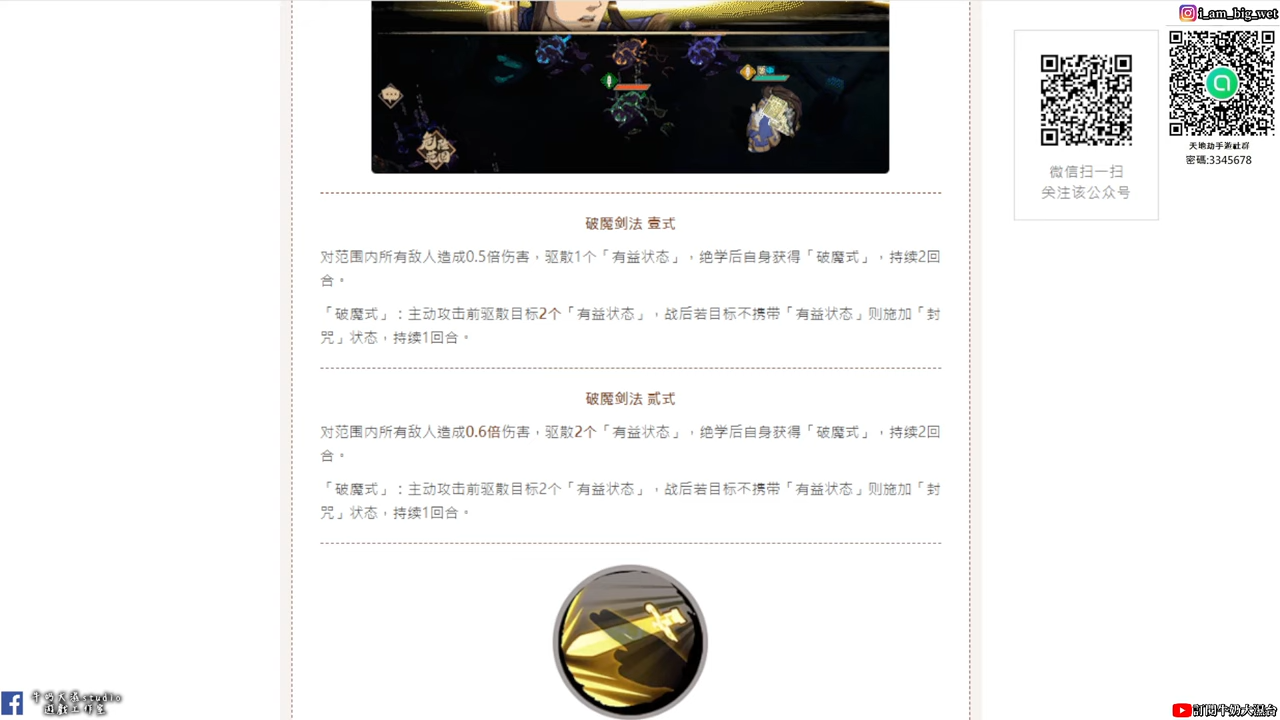 i_am_big_vet
天地劫手遊社群
密碼:3345678
微信扫一扫
关注该公众号
破魔剑法 壹式
对范围内所有敌人造成0.5倍伤害，驱散1个「有益状态」，绝学后自身获得「破魔式」，持续2回
合。
「破魔式」：主动攻击前驱散目标2个「有益状态」，战后若目标不携带「有益状态」则施加「封
咒」状态，持续1回合。
破魔剑法 贰式
对范围内所有敌人造成0.6倍伤害，驱散2个「有益状态」，绝学后自身获得「破魔式」，持续2回
合。
「破魔式」：主动攻击前驱散目标2个「有益状态」，战后若目标不携带「有益状态」则施加「封
咒」状态，持续1回合。
studio
遊戲工作室
訂閱牛奶大濕台